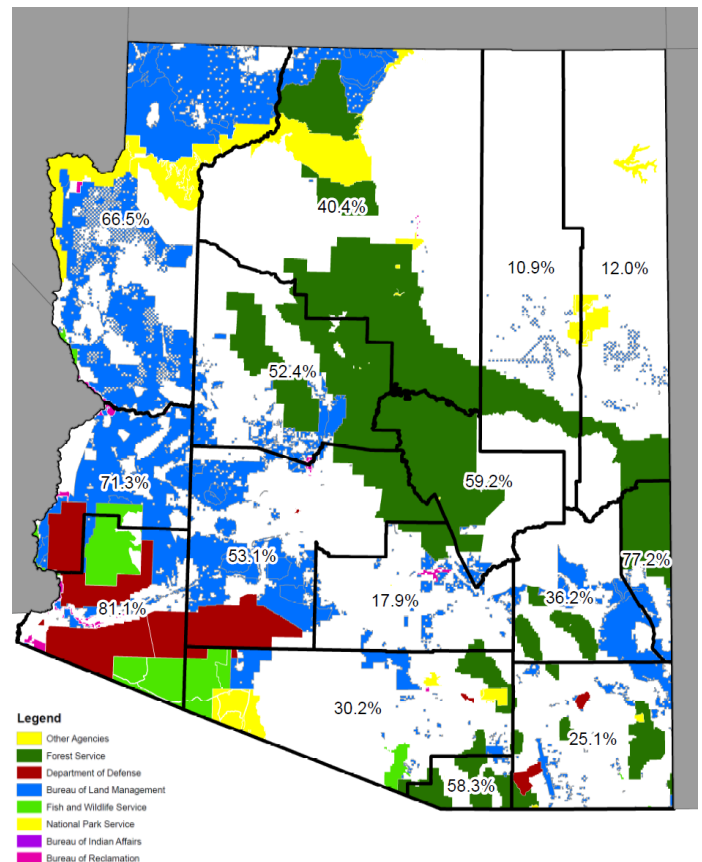 66.5%
40.4%
10.9%
12.0%
52.4%
71.3%
59.2%
53.1%
77.2%
81.1%
17.9%
36.2%
30.2%
25.1%
58.3%
Legend
Other Agencies
Forest Service
Department of Defense
Bureau of Land Management
Fish and Wildlife Service
National Park Service
Bureau of Indian Affairs
Bureau of Reclamation